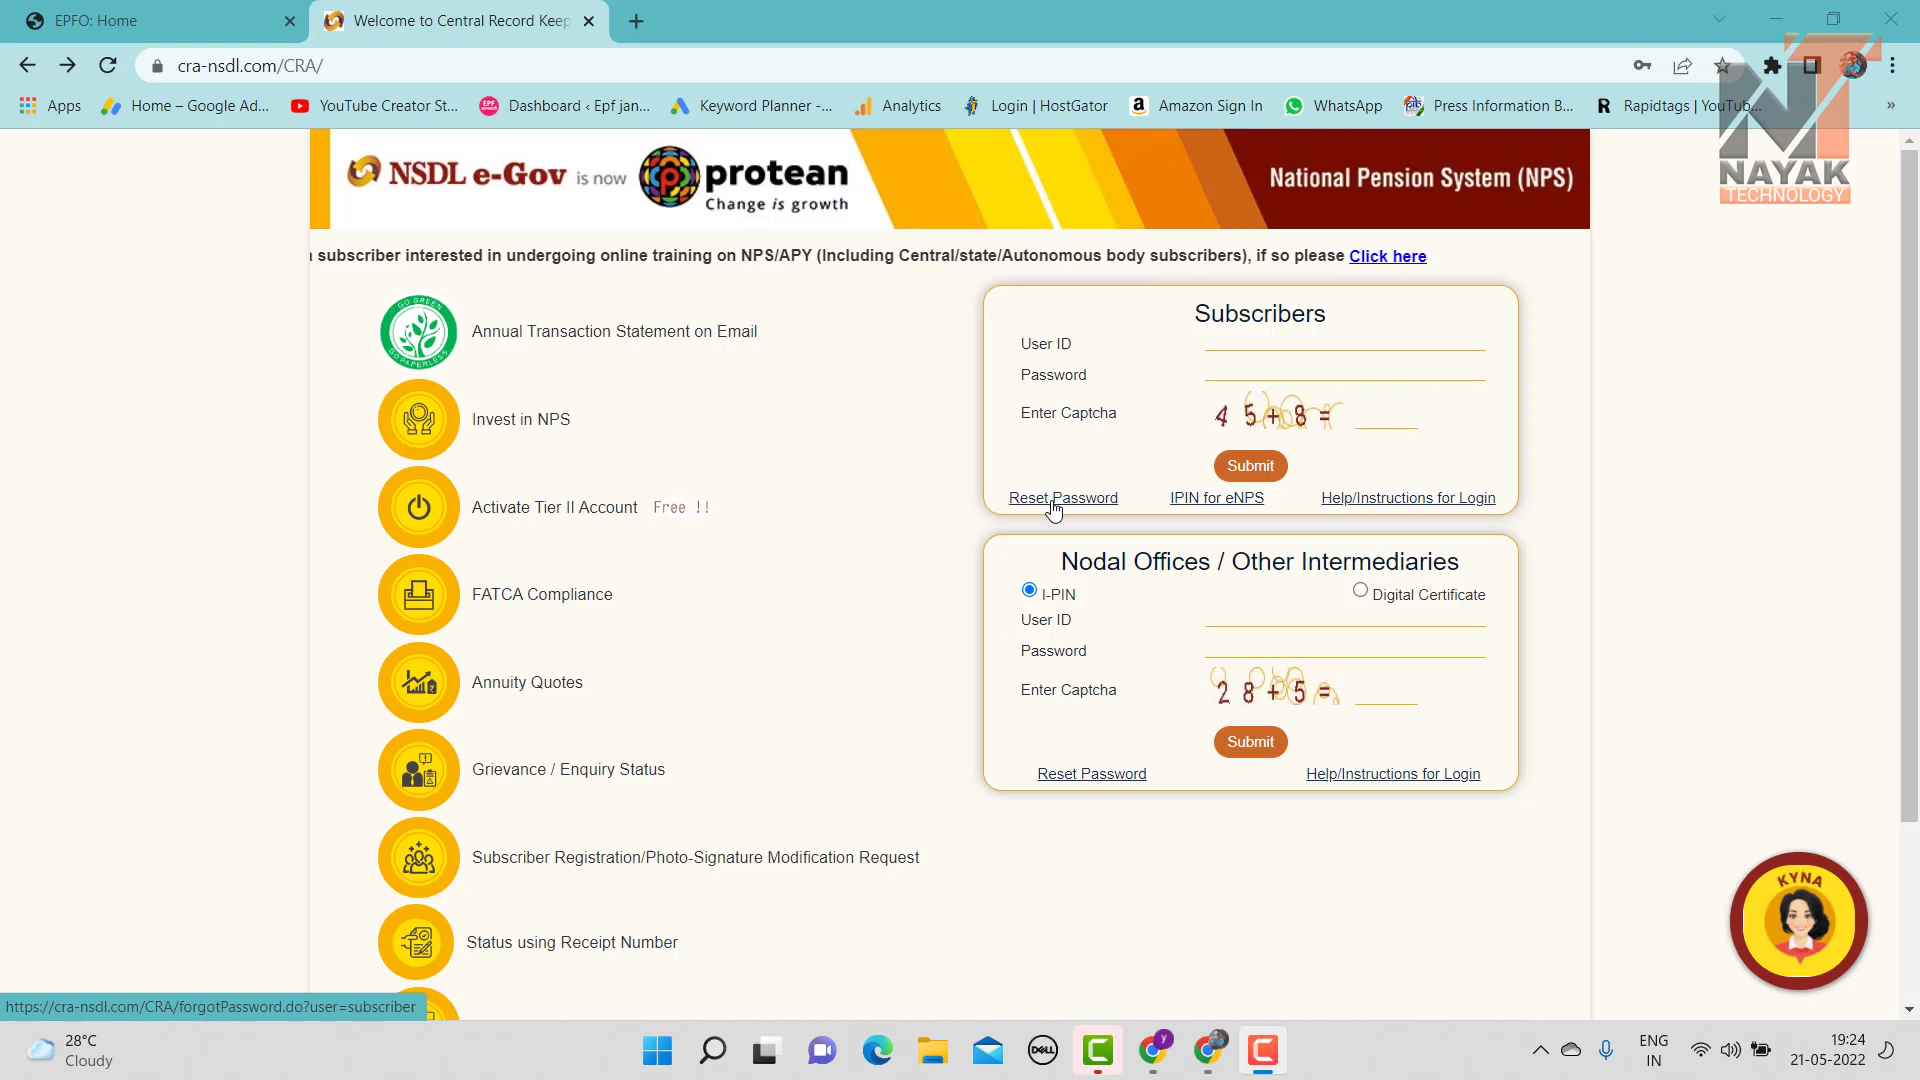 EPFO: Home
Welcome to Central Record Keep
cra-nsdl.com/CRA/
Apps
Home – Google Ad...
YouTube Creator St...
EPF
Dashboard ‹ Epf jan...
Keyword Planner -...
Analytics
Login | HostGator
Amazon Sign In
WhatsApp
Press Information B...
R
Rapidtags | YouTub...
»
NAYAK
TECHNOLOGY
NSDL e-Gov is now protean
Change is growth
National Pension System (NPS)
subscriber interested in undergoing online training on NPS/APY (Including Central/state/Autonomous body subscribers), if so please Click here
GO GREEN
GO PAPERLESS
Annual Transaction Statement on Email
Invest in NPS
Activate Tier II Account Free !!
FATCA Compliance
Annuity Quotes
Grievance / Enquiry Status
Subscriber Registration/Photo-Signature Modification Request
Status using Receipt Number
Subscribers
User ID
Password
Enter Captcha 4 5 + 8 =
Submit
Reset Password IPIN for eNPS Help/Instructions for Login
Nodal Offices / Other Intermediaries
I-PIN Digital Certificate
User ID
Password
Enter Captcha 2 8 + 5 =
Submit
Reset Password Help/Instructions for Login
KYNA
https://cra-nsdl.com/CRA/forgotPassword.do?user=subscriber
28°C
Cloudy
DELL
ENG
IN
19:24
21-05-2022